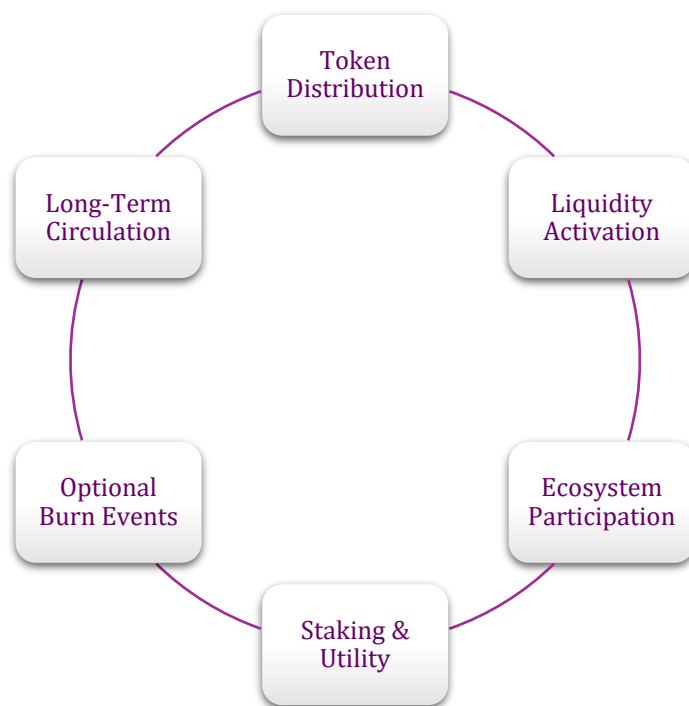 Token
Distribution
Liquidity
Activation
Ecosystem
Participation
Staking &
Utility
Optional
Burn Events
Long-Term
Circulation